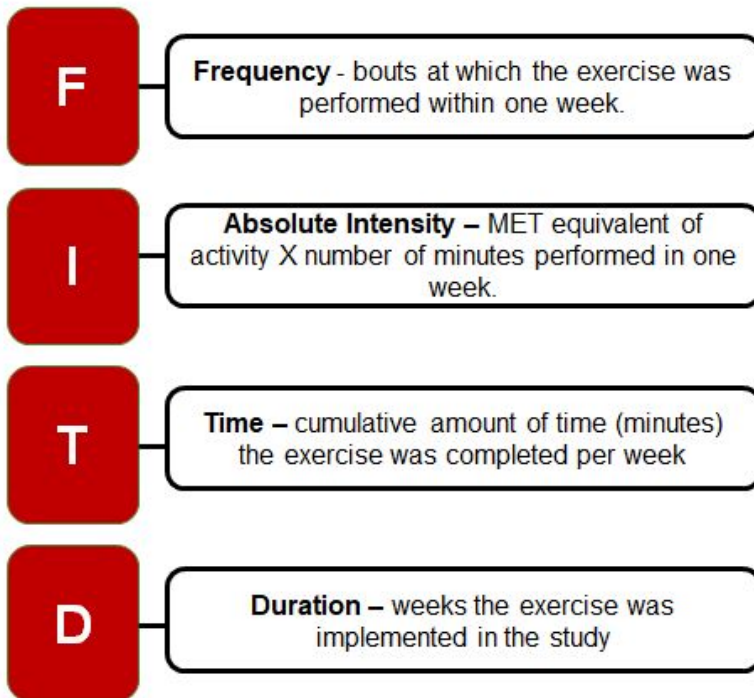 F
Frequency - bouts at which the exercise was
performed within one week.
I
Absolute Intensity – MET equivalent of
activity X number of minutes performed in one
week.
T
Time – cumulative amount of time (minutes)
the exercise was completed per week
D
Duration – weeks the exercise was
implemented in the study